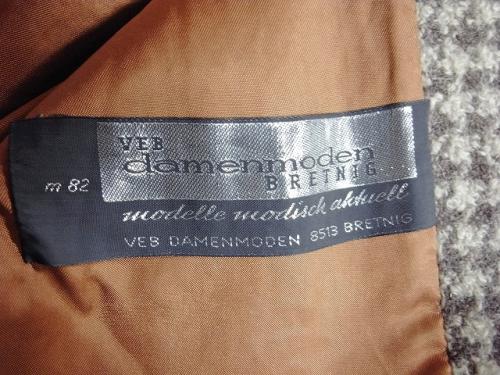 VEB
damenmoden
BRETNIG
m 82
modelle modisch aktuell
VEB DAMENMODEN 8513 BRETNIG